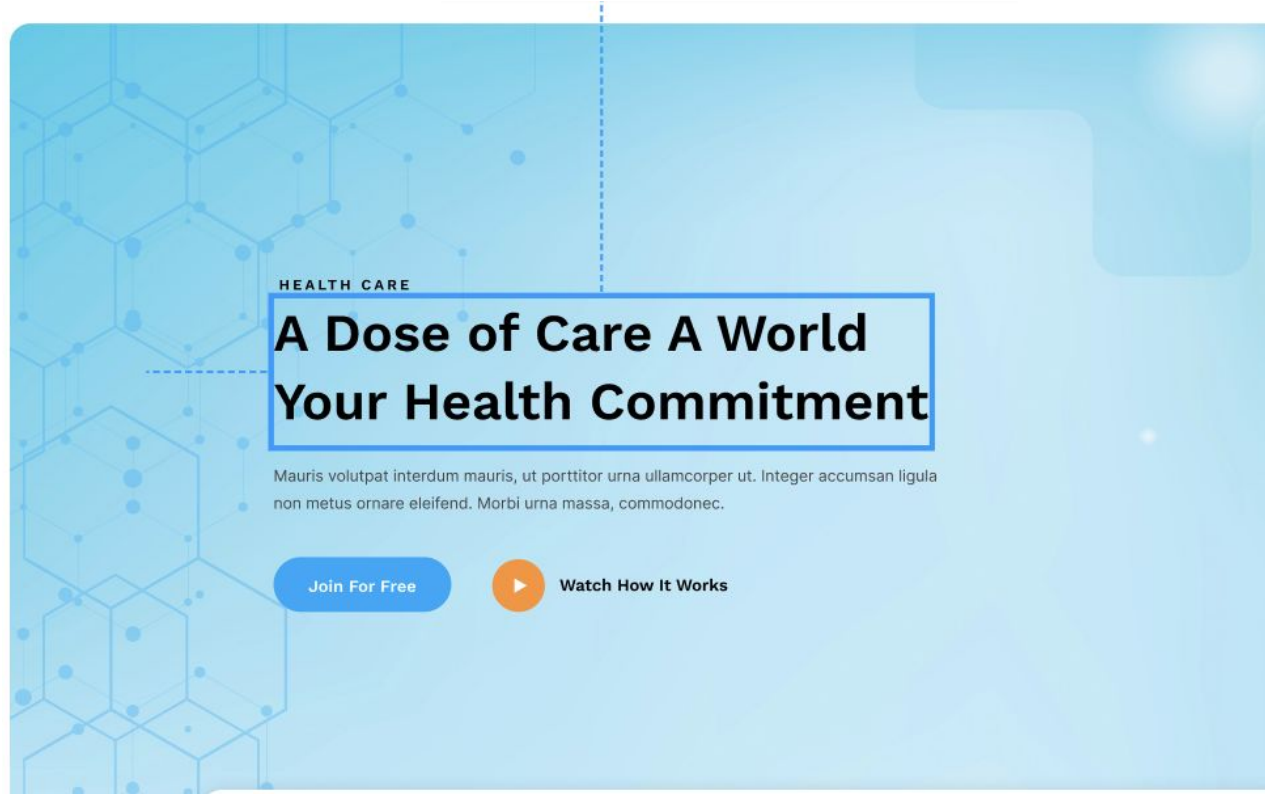 HEALTH CARE
A Dose of Care A World
Your Health Commitment
Mauris volutpat interdum mauris, ut porttitor urna ullamcorper ut. Integer accumsan ligula
non metus ornare eleifend. Morbi urna massa, commodonec.
Join For Free
Watch How It Works